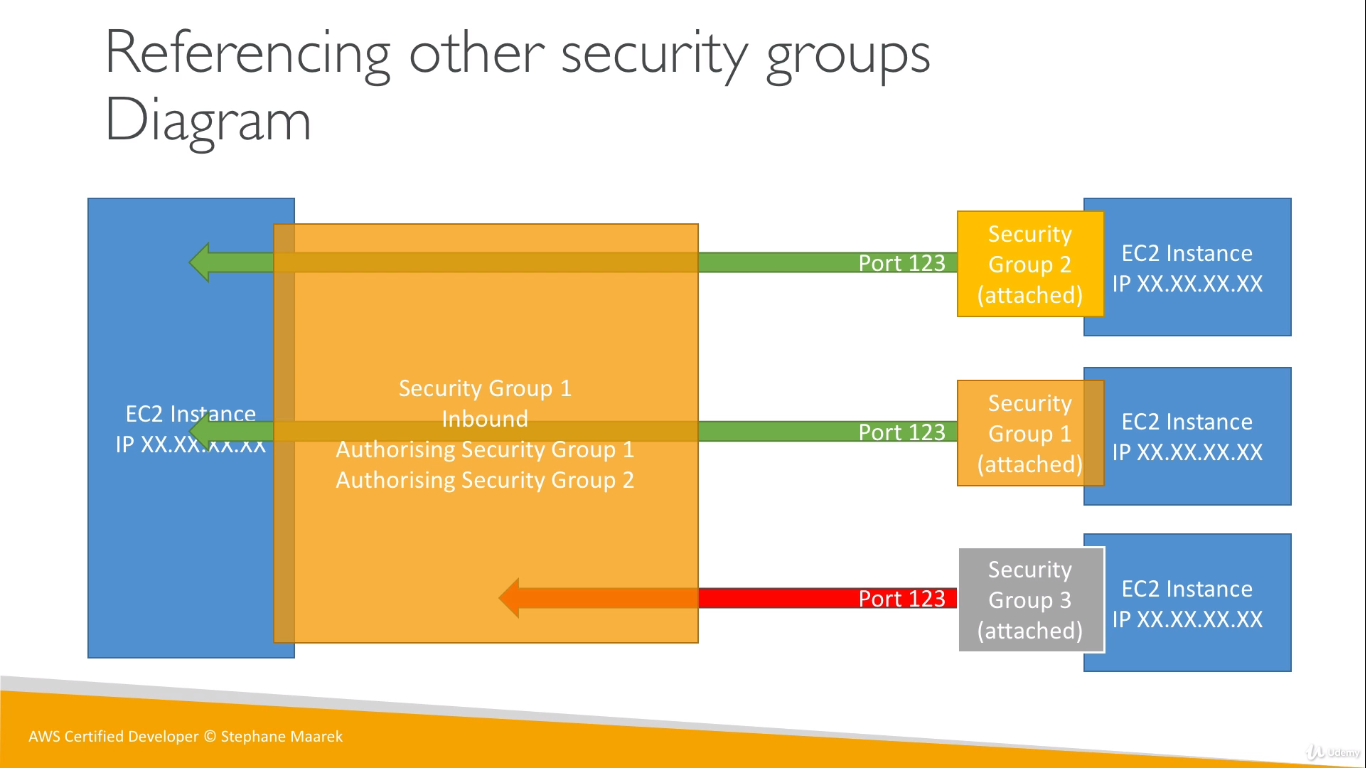 Referencing other security groups
Diagram
EC2 Instance
IP XX.XX.XX.XX
Security Group 1
Inbound
Authorising Security Group 1
Authorising Security Group 2
Port 123
Security
Group 2
(attached)
EC2 Instance
IP XX.XX.XX.XX
Port 123
Security
Group 1
(attached)
EC2 Instance
IP XX.XX.XX.XX
Port 123
Security
Group 3
(attached)
EC2 Instance
IP XX.XX.XX.XX
AWS Certified Developer © Stephane Maarek
Udemy